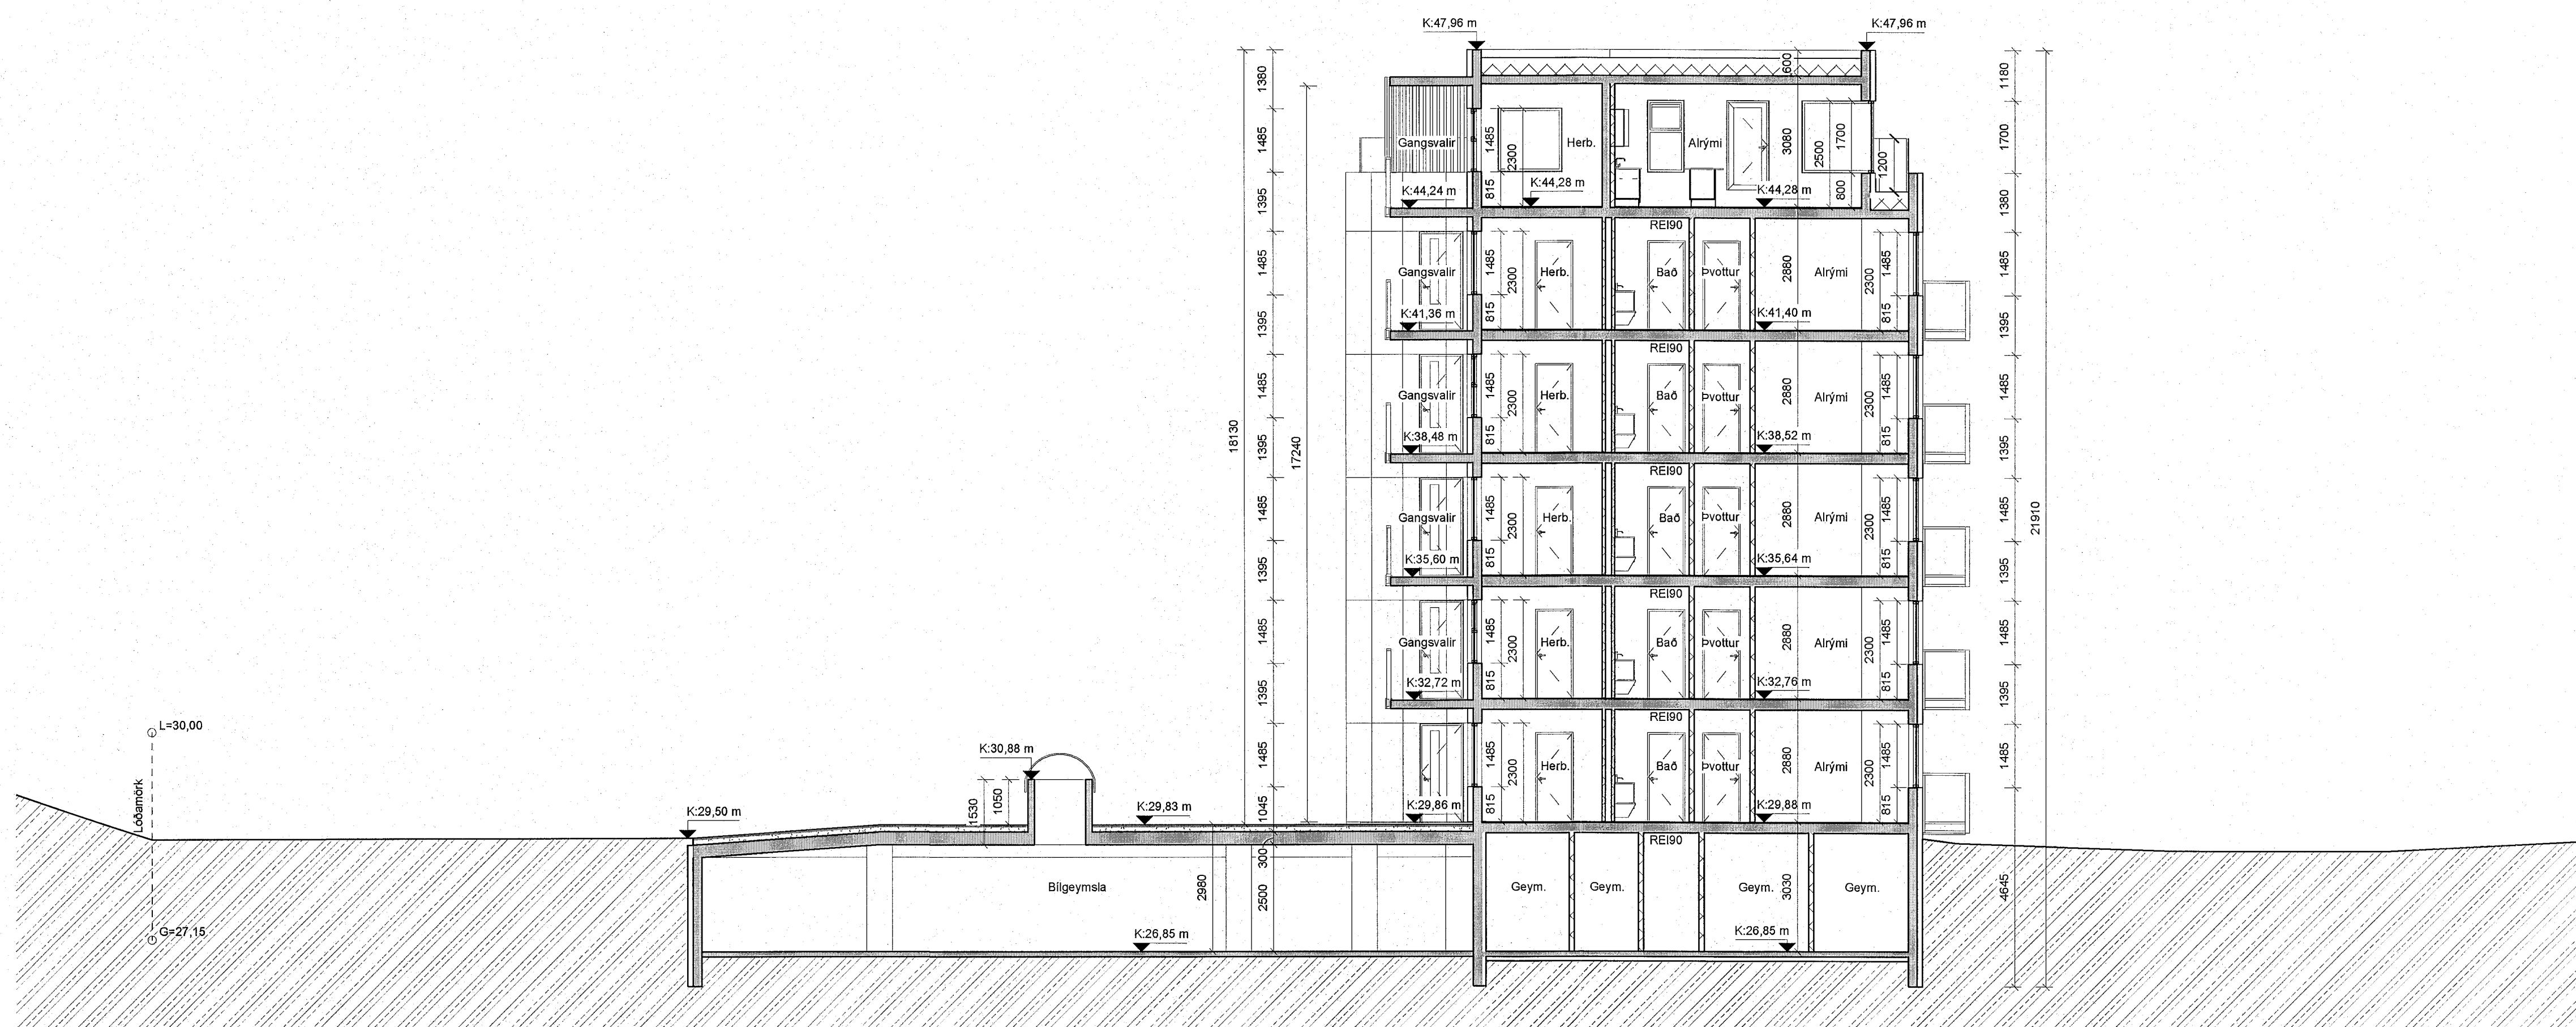 K:47,96 m
K:47,96 m
1380
600
1180
Gangsvalir
1485
1485
2300
Herb.
Alrými
3080
2500
1700
1200
1700
1485
K:44,24 m
815
K:44,28 m
K:44,28 m
800
1395
1380
REI90
Gangsvalir
1485
1485
2300
Herb.
Bað
Þvottur
2880
Alrými
2300
1485
1485
K:41,36 m
815
K:41,40 m
815
1395
1395
REI90
Gangsvalir
1485
1485
2300
Herb.
Bað
Þvottur
2880
Alrými
2300
1485
1485
18130
17240
K:38,48 m
815
K:38,52 m
815
1395
1395
REI90
Gangsvalir
1485
1485
2300
Herb.
Bað
Þvottur
2880
Alrými
2300
1485
1485
21910
K:35,60 m
815
K:35,64 m
815
1395
1395
REI90
Gangsvalir
1485
1485
2300
Herb.
Bað
Þvottur
2880
Alrými
2300
1485
1485
K:32,72 m
815
K:32,76 m
815
1395
1395
REI90
L=30,00
K:30,88 m
1485
1485
2300
Herb.
Bað
Þvottur
2880
Alrými
2300
1485
1485
Lóðamörk
K:29,50 m
1530
1050
K:29,83 m
1045
K:29,86 m
815
K:29,88 m
815
REI90
300
Bílgeymsla
2980
2500
Geym.
Geym.
Geym.
3030
Geym.
4645
G=27,15
K:26,85 m
K:26,85 m